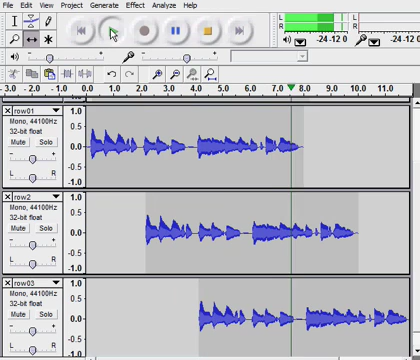 File Edit View Project Generate Effect Analyze Help
L
R
-24 -12 0
L
R
-24 -12 0
- 3.0 2.0 1.0 0.0 1.0 2.0 3.0 4.0 5.0 6.0 7.0 8.0 9.0 10.0 11.0
row01
Mono, 44100Hz
32-bit float
Mute Solo
- +
L R
1.0
0.5
0.0
-0.5
-1.0
row2
Mono, 44100Hz
32-bit float
Mute Solo
- +
L R
1.0
0.5
0.0
-0.5
-1.0
row03
Mono, 44100Hz
32-bit float
Mute Solo
- +
L R
1.0
0.5
0.0
-0.5
-1.0